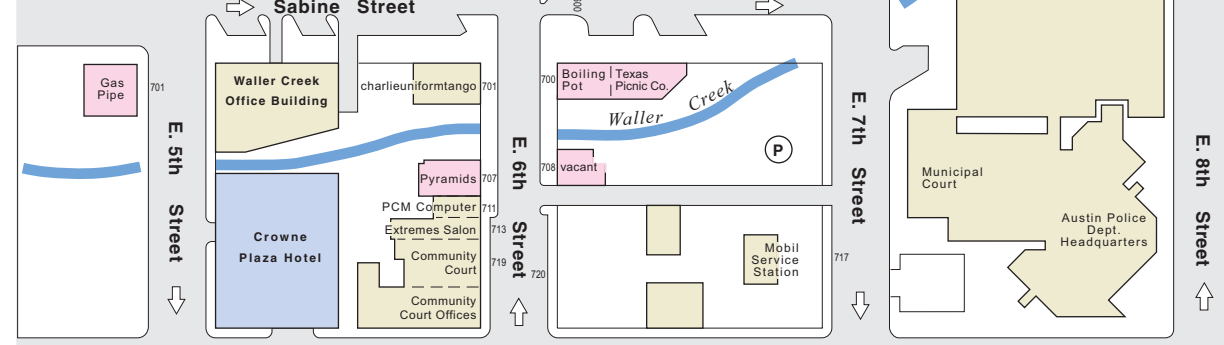 Sabine Street
600
Gas
Pipe
701
E. 5th Street
Waller Creek
Office Building
charlieuniformtango
701
Pyramids
707
PCM Computer
711
Extremes Salon
713
Community
Court
719
Community
Court Offices
Crowne
Plaza Hotel
E. 6th Street
700
Boiling
Pot
Texas
Picnic Co.
Waller Creek
P
708
vacant
720
Mobil
Service
Station
717
E. 7th Street
Municipal
Court
Austin Police
Dept.
Headquarters
E. 8th Street